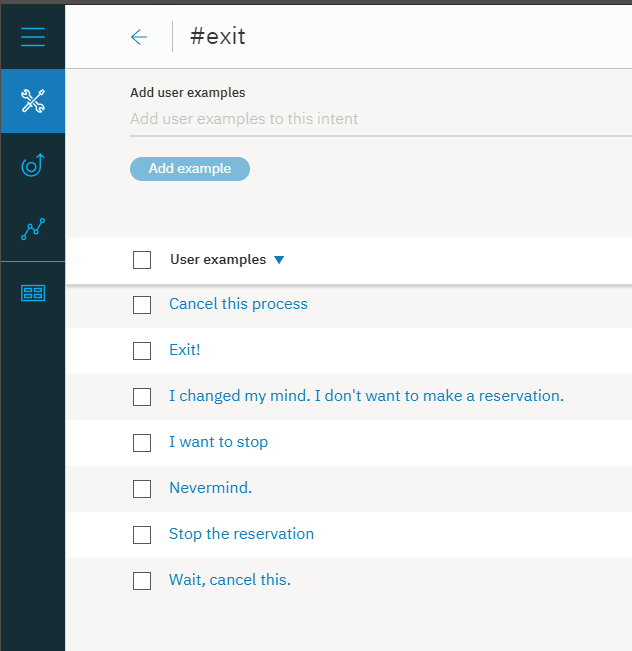 #exit
Add user examples
Add user examples to this intent
Add example
User examples
Cancel this process
Exit!
I changed my mind. I don't want to make a reservation.
I want to stop
Nevermind.
Stop the reservation
Wait, cancel this.